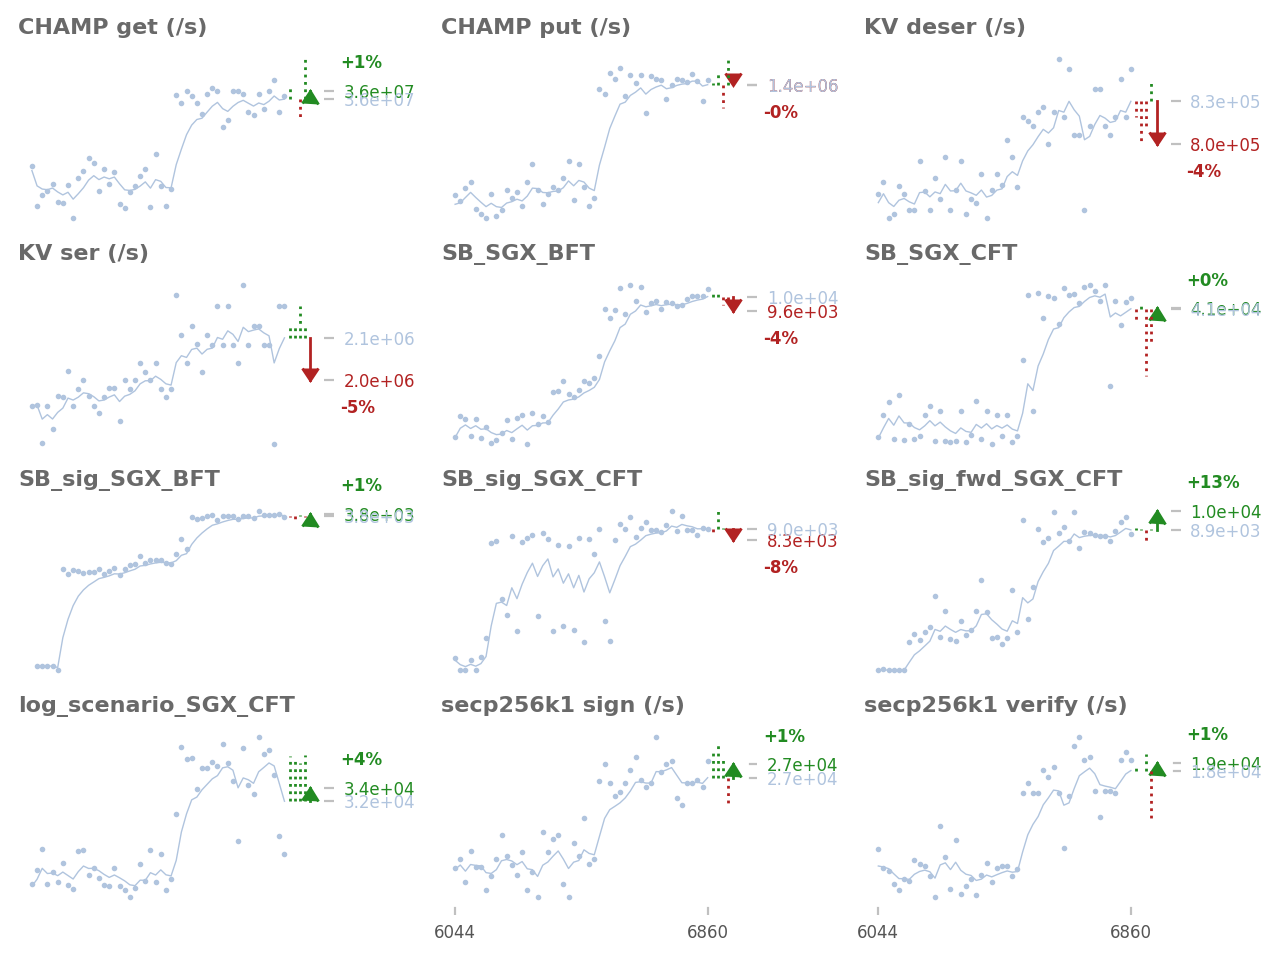 CHAMP get (/s)
+1%
3.6e+07
3.6e+07
CHAMP put (/s)
1.4e+06
-0%
KV deser (/s)
8.3e+05
8.0e+05
-4%
KV ser (/s)
2.1e+06
2.0e+06
-5%
SB_SGX_BFT
1.0e+04
9.6e+03
-4%
SB_SGX_CFT
+0%
4.1e+04
SB_sig_SGX_BFT
+1%
3.8e+03
SB_sig_SGX_CFT
9.0e+03
8.3e+03
-8%
SB_sig_fwd_SGX_CFT
+13%
1.0e+04
8.9e+03
log_scenario_SGX_CFT
+4%
3.4e+04
3.2e+04
secp256k1 sign (/s)
+1%
2.7e+04
2.7e+04
6044
6860
secp256k1 verify (/s)
+1%
1.9e+04
1.8e+04
6044
6860